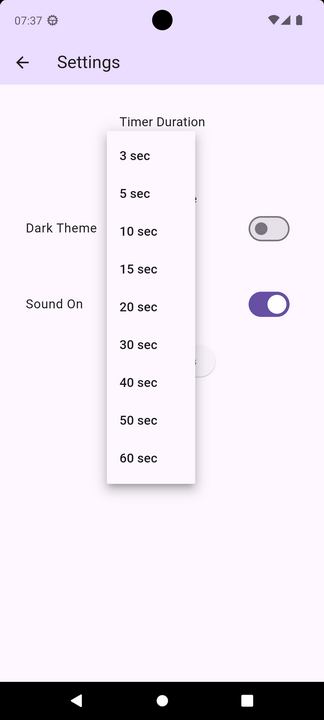 07:37
Settings
Timer Duration
3 sec
5 sec
10 sec
Dark Theme
15 sec
Sound On
20 sec
30 sec
40 sec
50 sec
60 sec